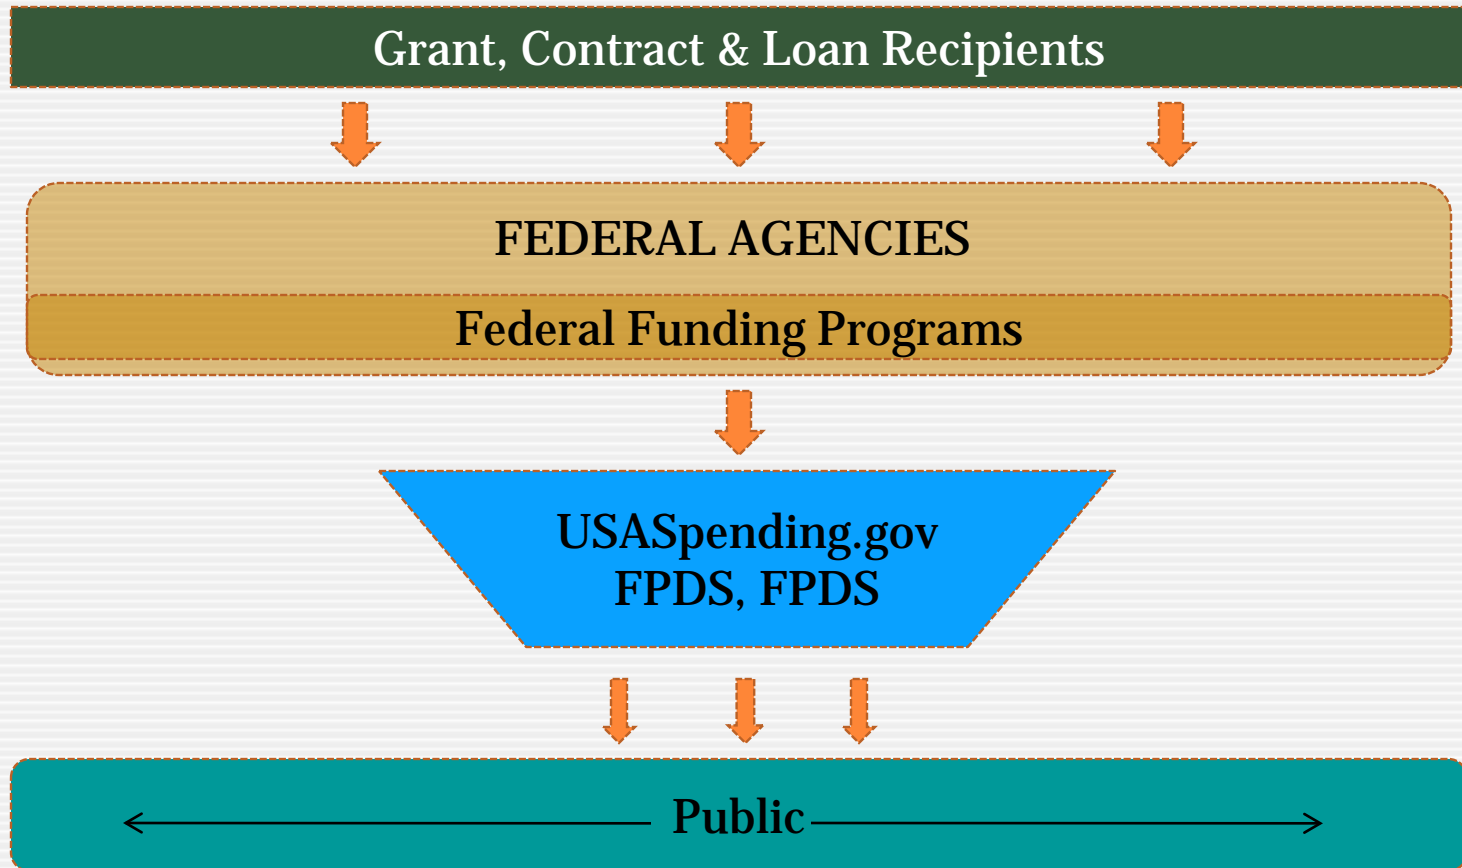 Grant, Contract & Loan Recipients
FEDERAL AGENCIES
Federal Funding Programs
USASpending.gov
FPDS, FPDS
Public